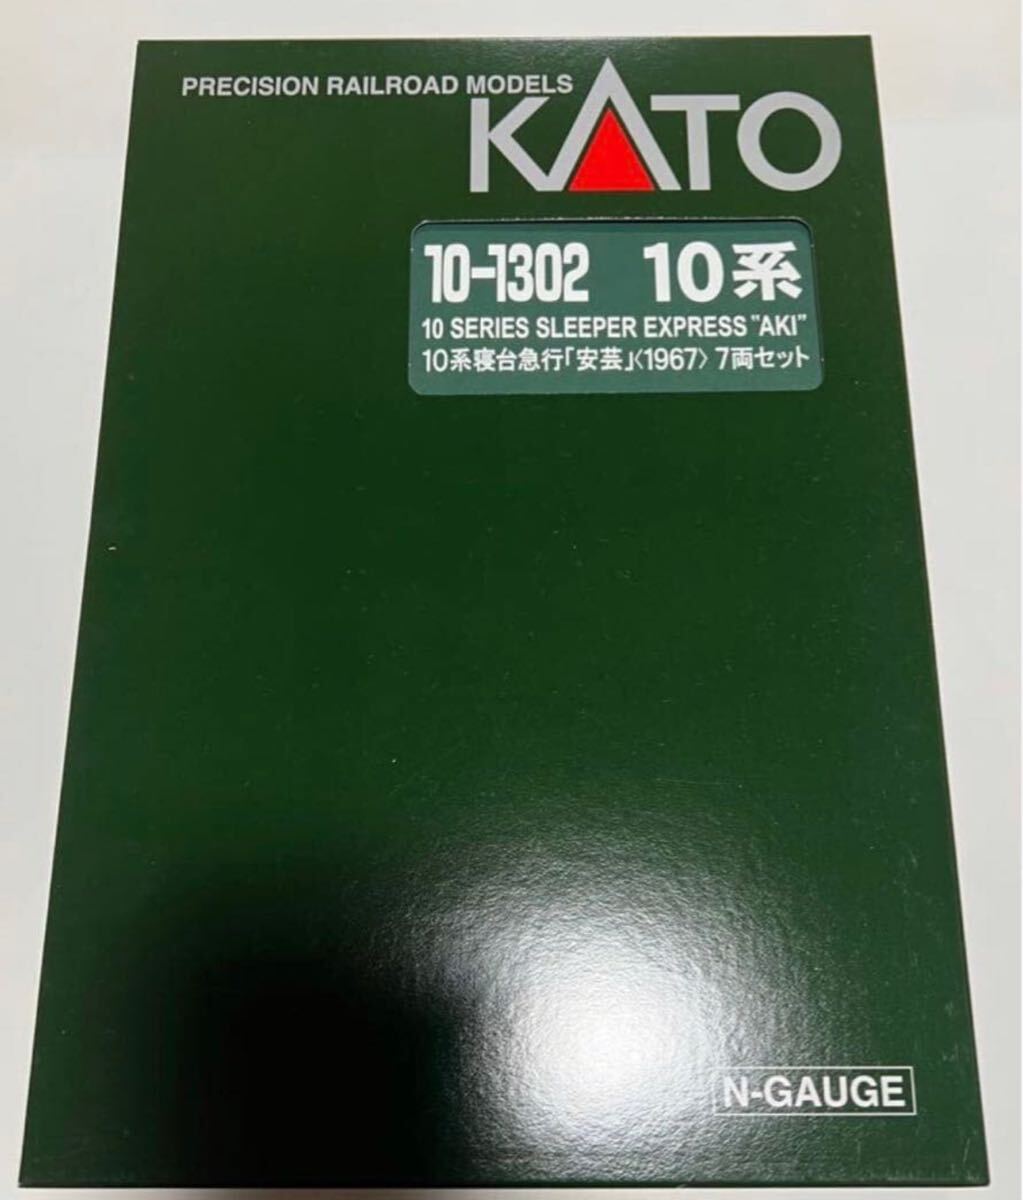 PRECISION RAILROAD MODELS
KATO
10-1302 10系
10 SERIES SLEEPER EXPRESS "AKI"
10系寝台急行「安芸」〈1967〉 7両セット
N-GAUGE